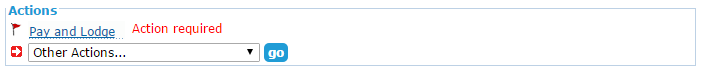 Actions
Pay and Lodge Action required
Other Actions... go